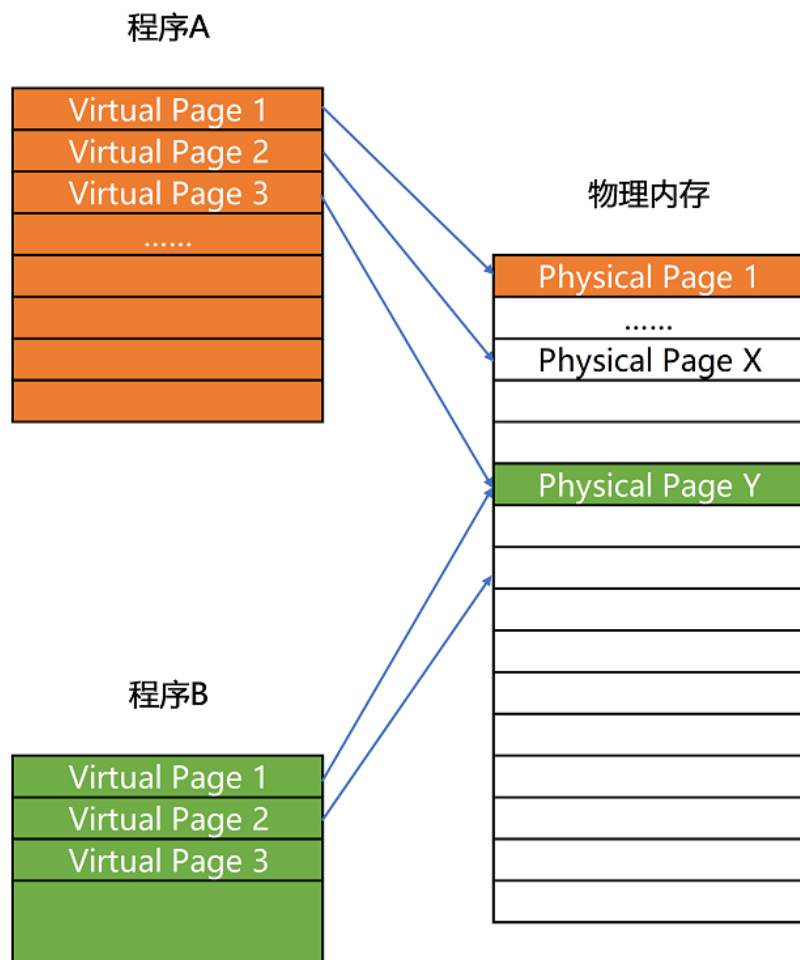 程序A
Virtual Page 1
Virtual Page 2
Virtual Page 3
......
物理内存
Physical Page 1
......
Physical Page X
Physical Page Y
程序B
Virtual Page 1
Virtual Page 2
Virtual Page 3